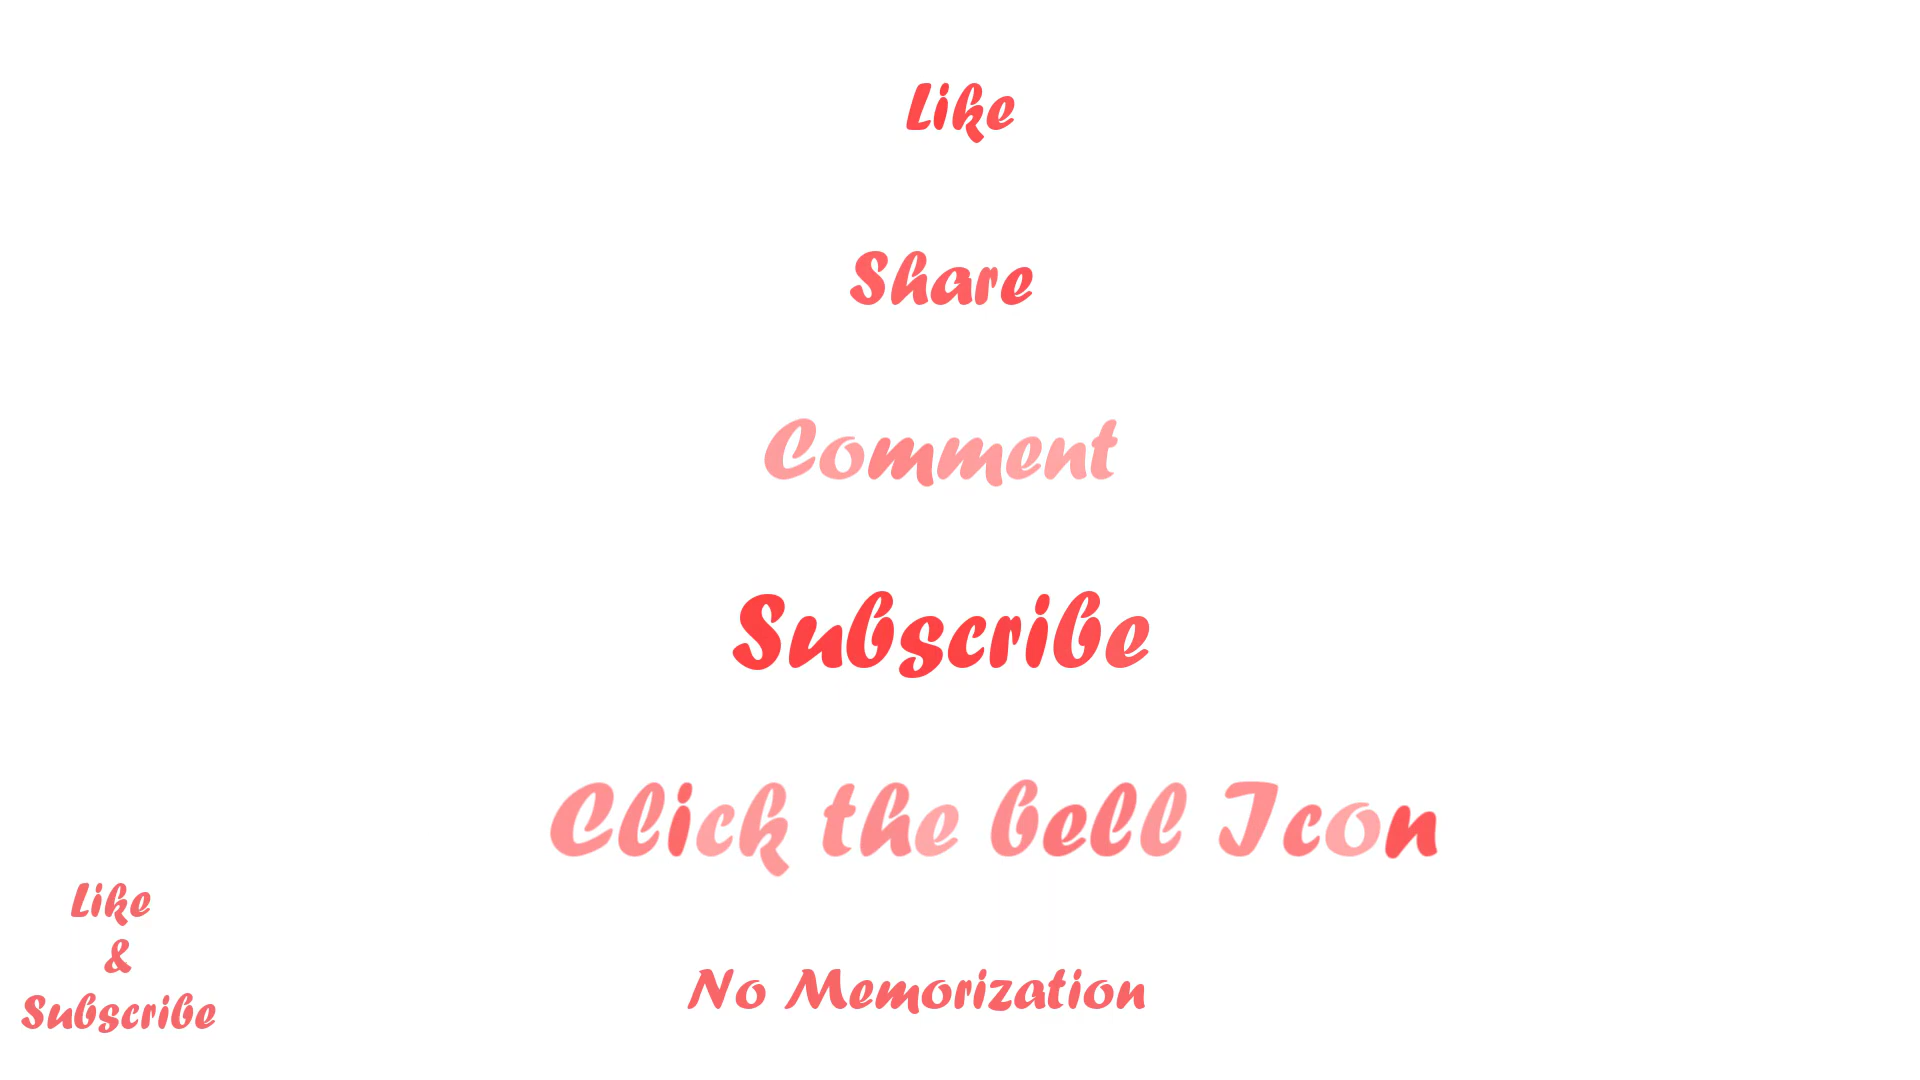 Like
Share
Comment
Subscribe
Click the bell Icon
Like
&
Subscribe
No Memorization